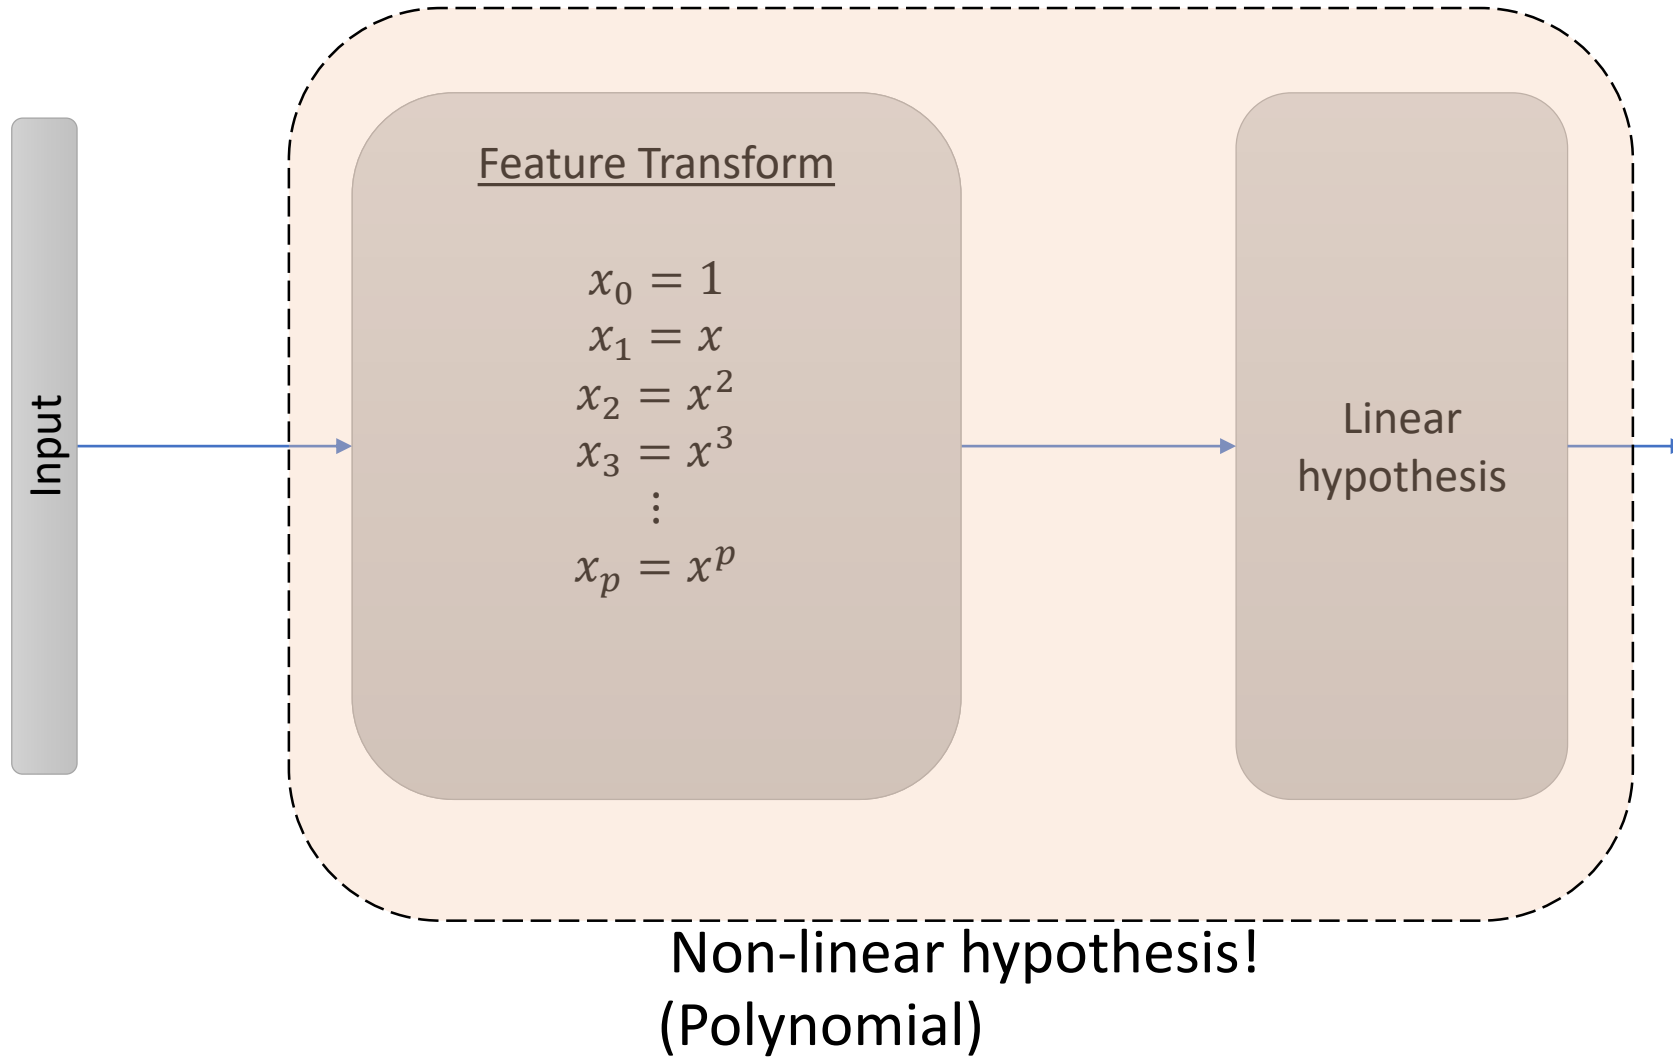 Input
Feature Transform
x₀ = 1
x₁ = x
x₂ = x²
x₃ = x³
⋮
xₚ = xᵖ
Linear
hypothesis
Non-linear hypothesis!
(Polynomial)